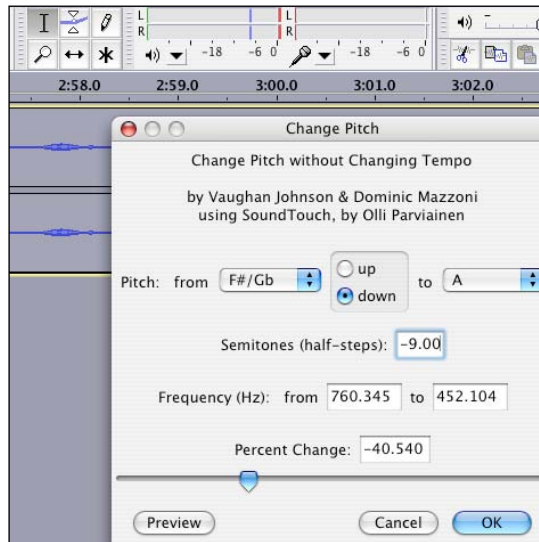 L
R
L
R
-18 -6 0
-18 -6 0
2:58.0 2:59.0 3:00.0 3:01.0 3:02.0
Change Pitch
Change Pitch without Changing Tempo
by Vaughan Johnson & Dominic Mazzoni
using SoundTouch, by Olli Parviainen
Pitch: from F#/Gb up down to A
Semitones (half-steps): -9.00
Frequency (Hz): from 760.345 to 452.104
Percent Change: -40.540
Preview Cancel OK